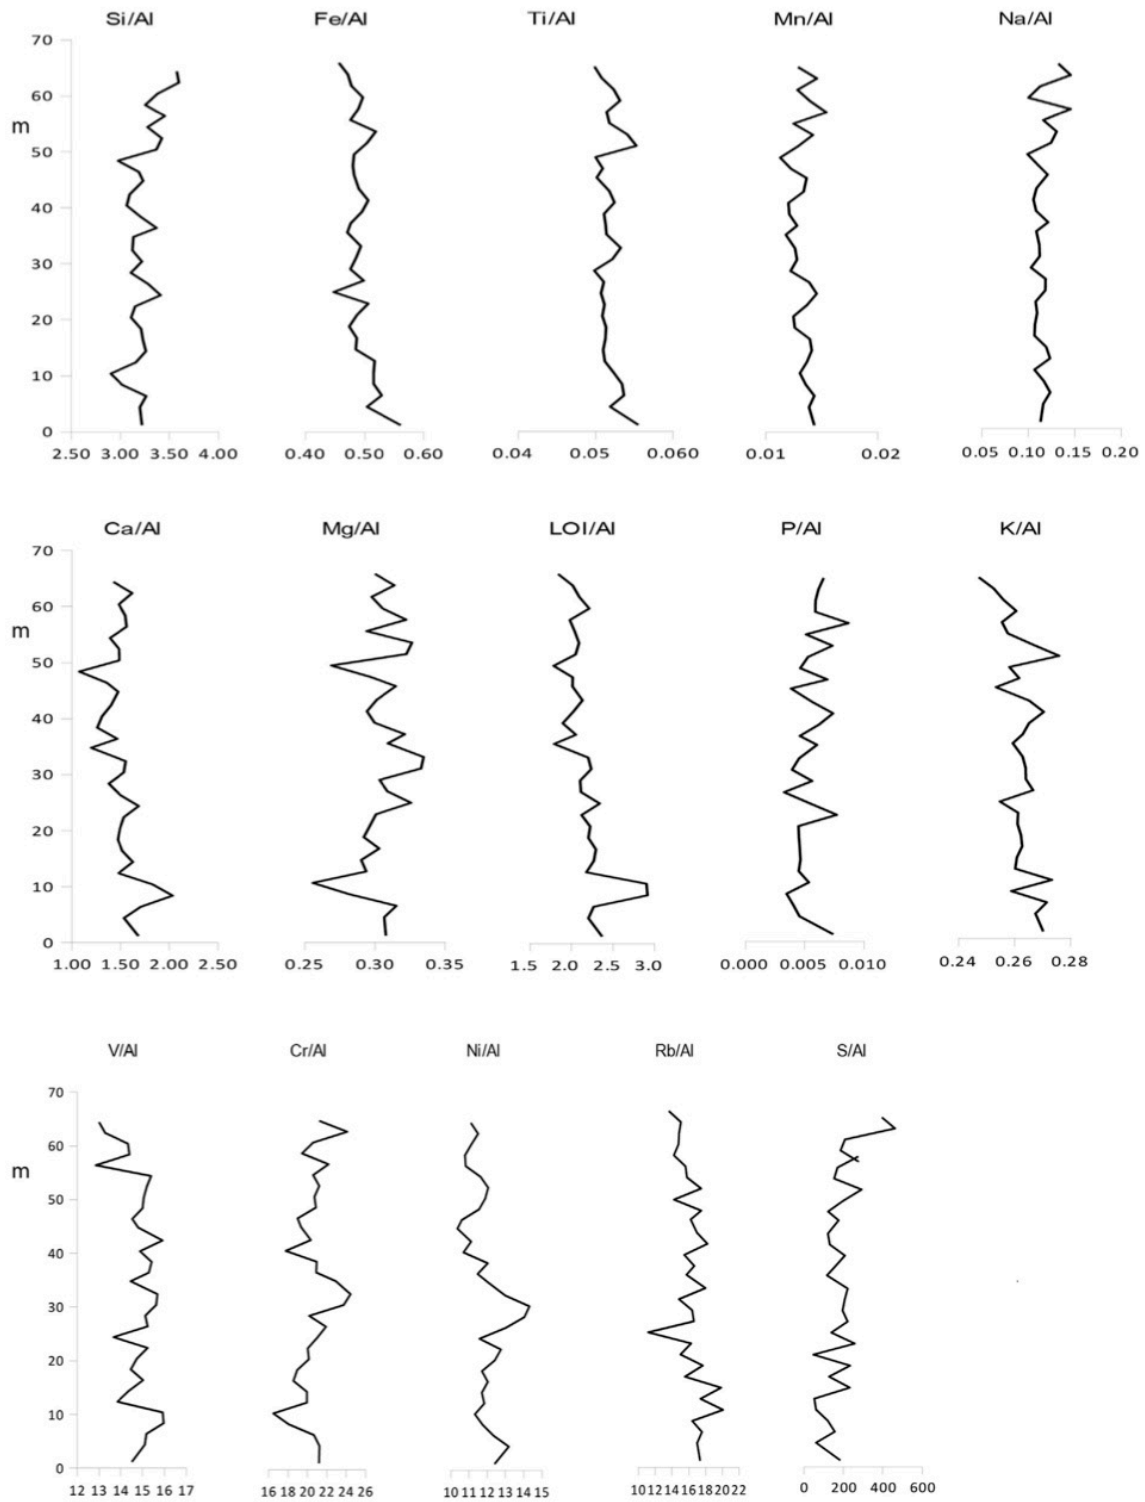 Si/Al Fe/Al Ti/Al Mn/Al Na/Al
70
60
m
50
40
30
20
10
0
2.50 3.00 3.50 4.00 0.40 0.50 0.60 0.04 0.05 0.060 0.01 0.02 0.05 0.10 0.15 0.20
Ca/Al Mg/Al LOI/Al P/Al K/Al
70
60
m
50
40
30
20
10
0
1.00 1.50 2.00 2.50 0.25 0.30 0.35 1.5 2.0 2.5 3.0 0.000 0.005 0.010 0.24 0.26 0.28
V/Al Cr/Al Ni/Al Rb/Al S/Al
70
60
m
50
40
30
20
10
0
12 13 14 15 16 17 16 18 20 22 24 26 10 11 12 13 14 15 10 12 14 16 18 20 22 0 200 400 600